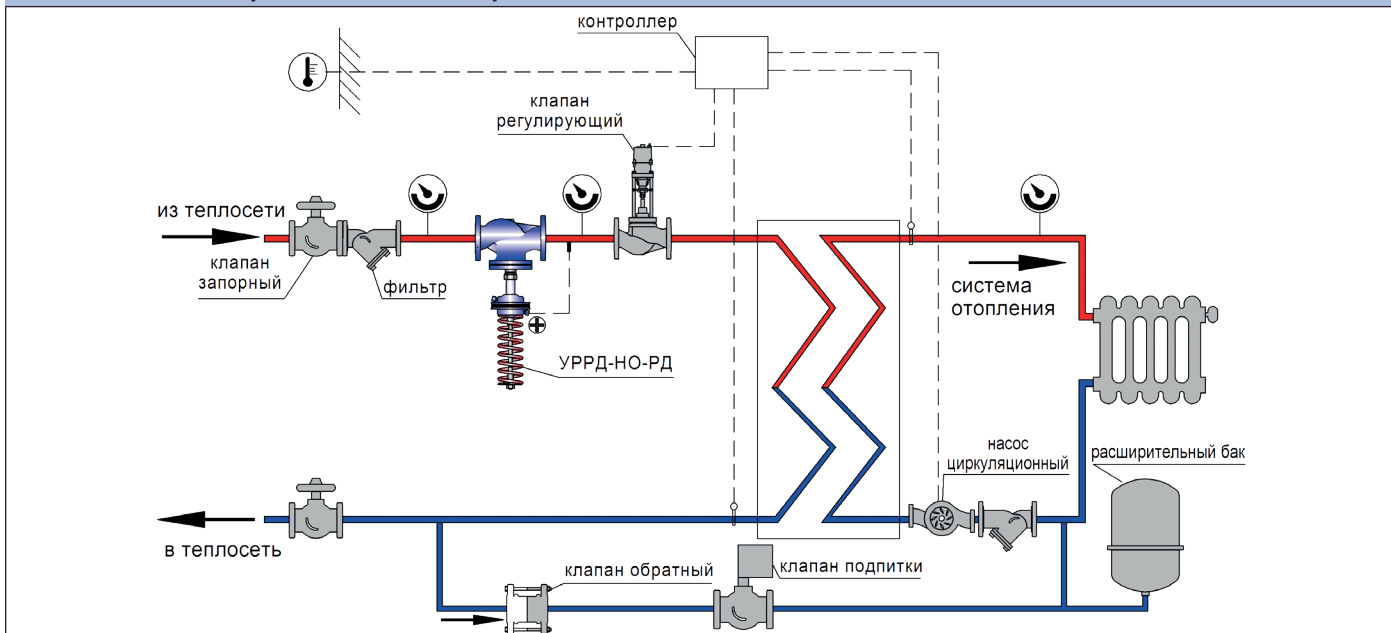 контроллер
клапан
регулирующий
из теплосети
клапан
запорный
фильтр
УРРД-НО-РД
система
отопления
насос
циркуляционный
расширительный бак
в теплосеть
клапан обратный
клапан подпитки